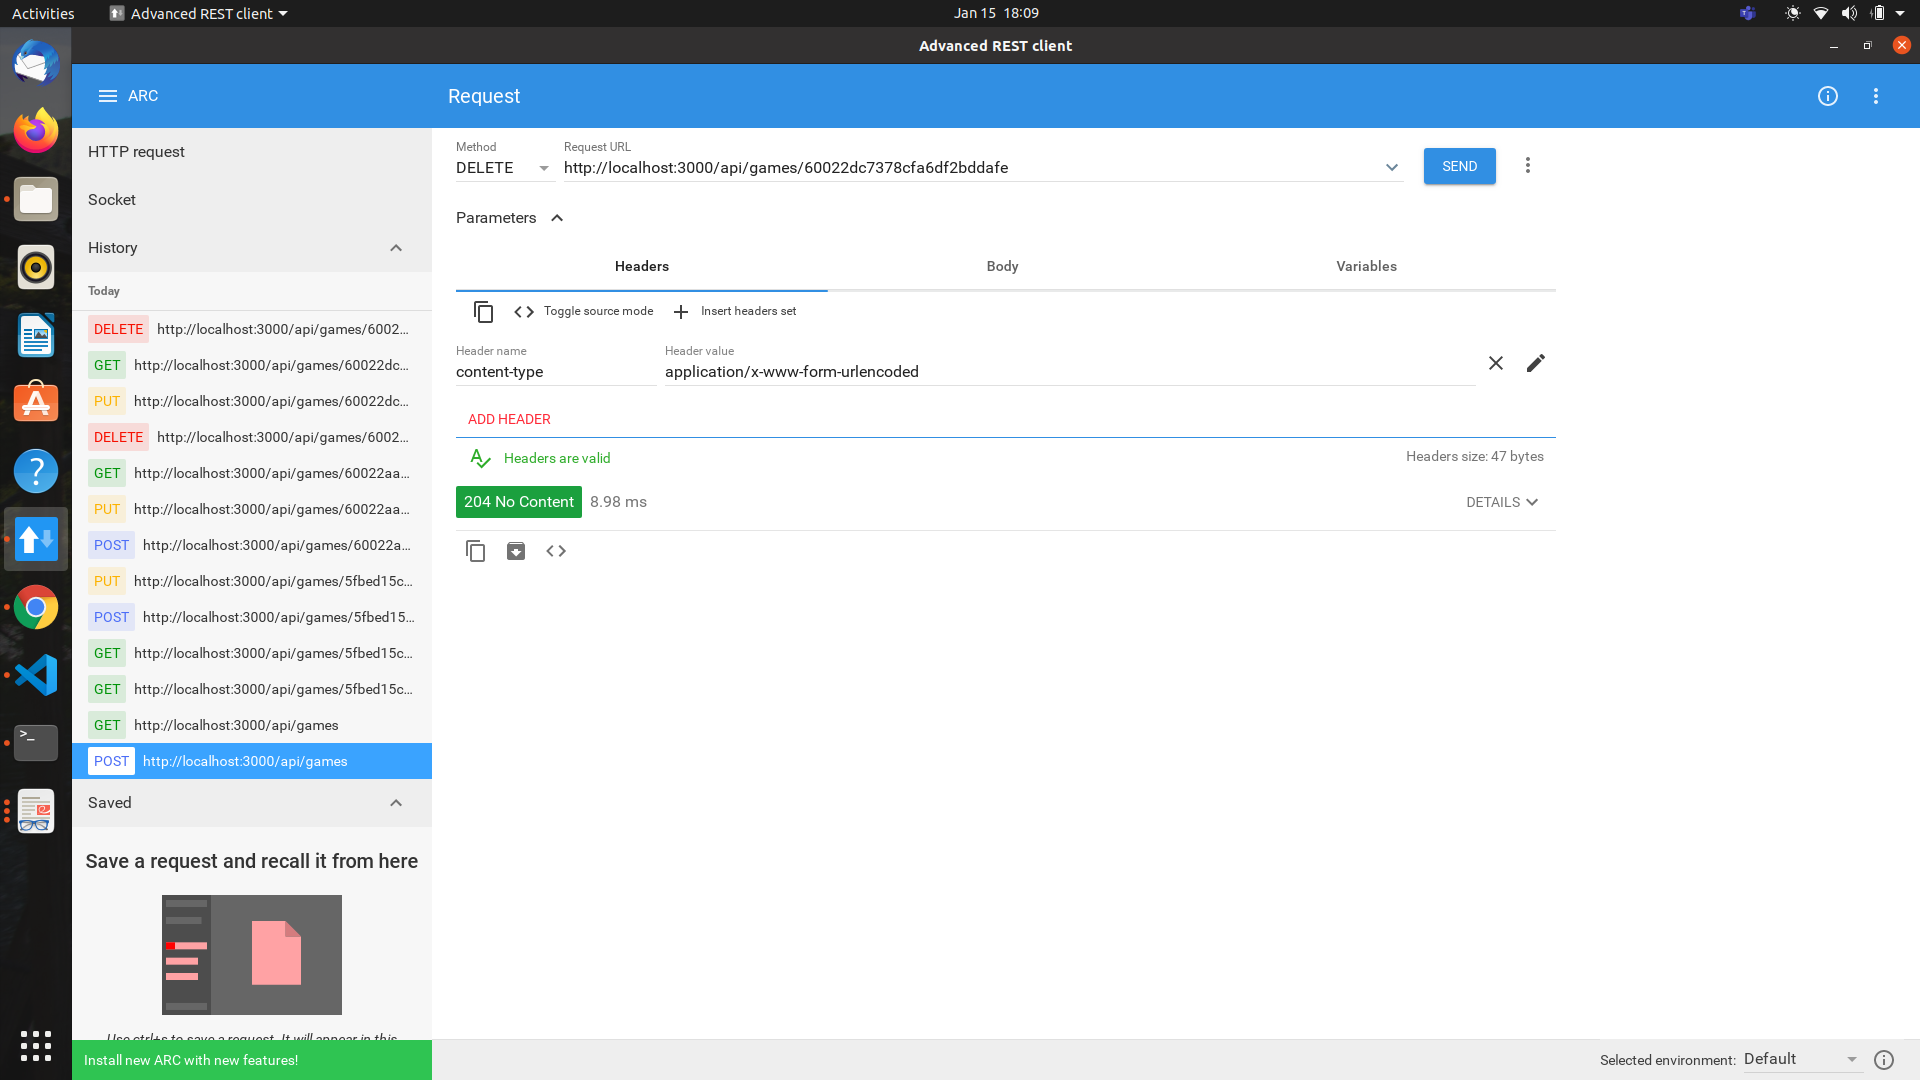 Activities
Advanced REST client
Jan 15 18:09
Advanced REST client
ARC
Request
HTTP request
Socket
History
Today
DELETE http://localhost:3000/api/games/6002...
GET http://localhost:3000/api/games/60022dc...
PUT http://localhost:3000/api/games/60022dc...
DELETE http://localhost:3000/api/games/6002...
GET http://localhost:3000/api/games/60022aa...
PUT http://localhost:3000/api/games/60022aa...
POST http://localhost:3000/api/games/60022a...
PUT http://localhost:3000/api/games/5fbed15c...
POST http://localhost:3000/api/games/5fbed15...
GET http://localhost:3000/api/games/5fbed15c...
GET http://localhost:3000/api/games/5fbed15c...
GET http://localhost:3000/api/games
POST http://localhost:3000/api/games
Saved
Save a request and recall it from here
Use ctrl+s to save a request. It will appear in this
Install new ARC with new features!
Method
DELETE
Request URL
http://localhost:3000/api/games/60022dc7378cfa6df2bddafe
SEND
Parameters
Headers
Body
Variables
Toggle source mode
Insert headers set
Header name
content-type
Header value
application/x-www-form-urlencoded
ADD HEADER
Headers are valid
Headers size: 47 bytes
204 No Content
8.98 ms
DETAILS
Selected environment: Default